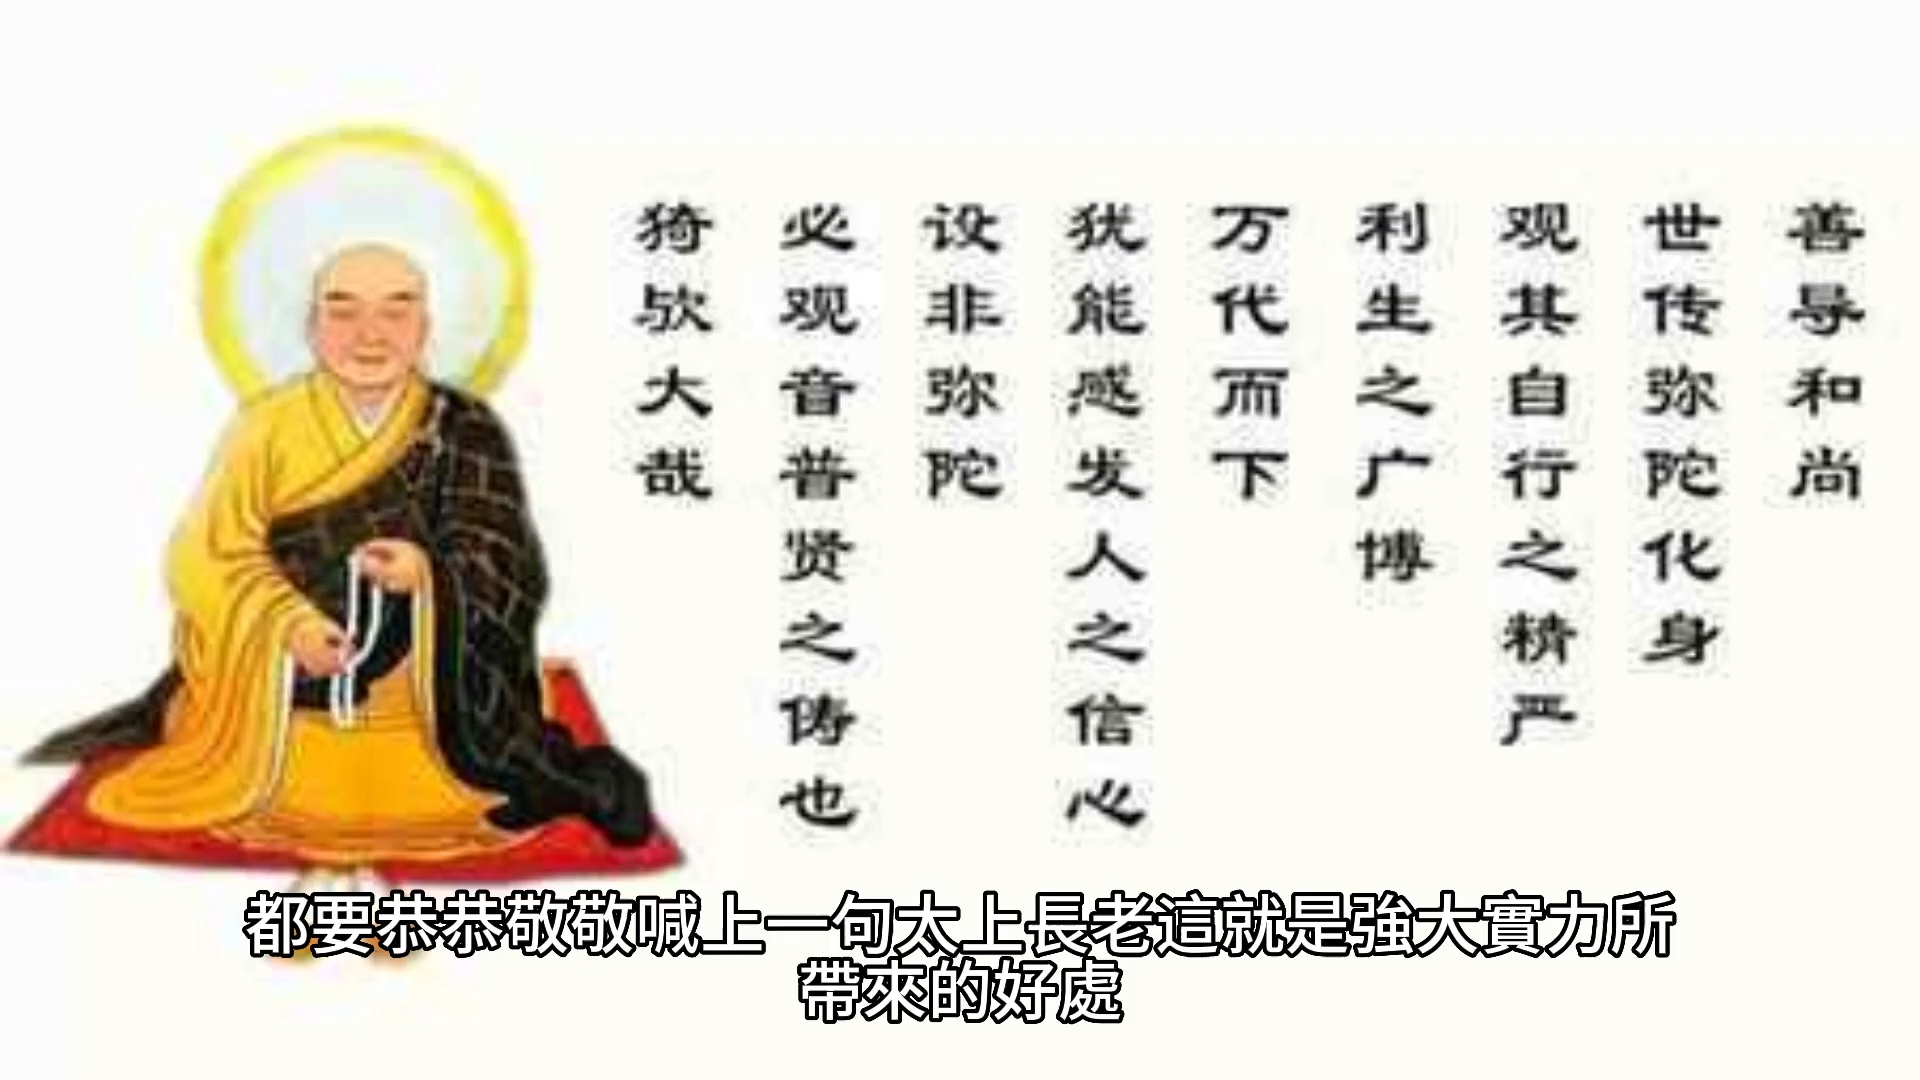 善导和尚
世传弥陀化身
观其自行之精严
利生之广博
万代而下
犹能感发人之信心
设非弥陀
必观音普贤之俦也
猗欤大哉
都要恭恭敬敬喊上一句太上長老這就是強大實力所
帶來的好處